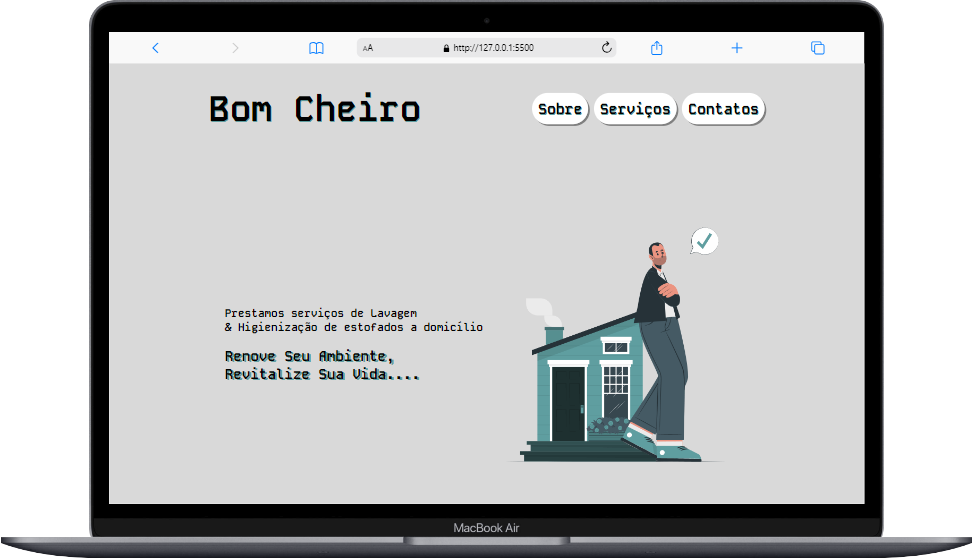 AA
http://127.0.0.1:5500
Bom Cheiro
Sobre
Serviços
Contatos
Prestamos serviços de Lavagem
& Higienização de estofados a domicílio
Renove Seu Ambiente,
Revitalize Sua Vida....
MacBook Air